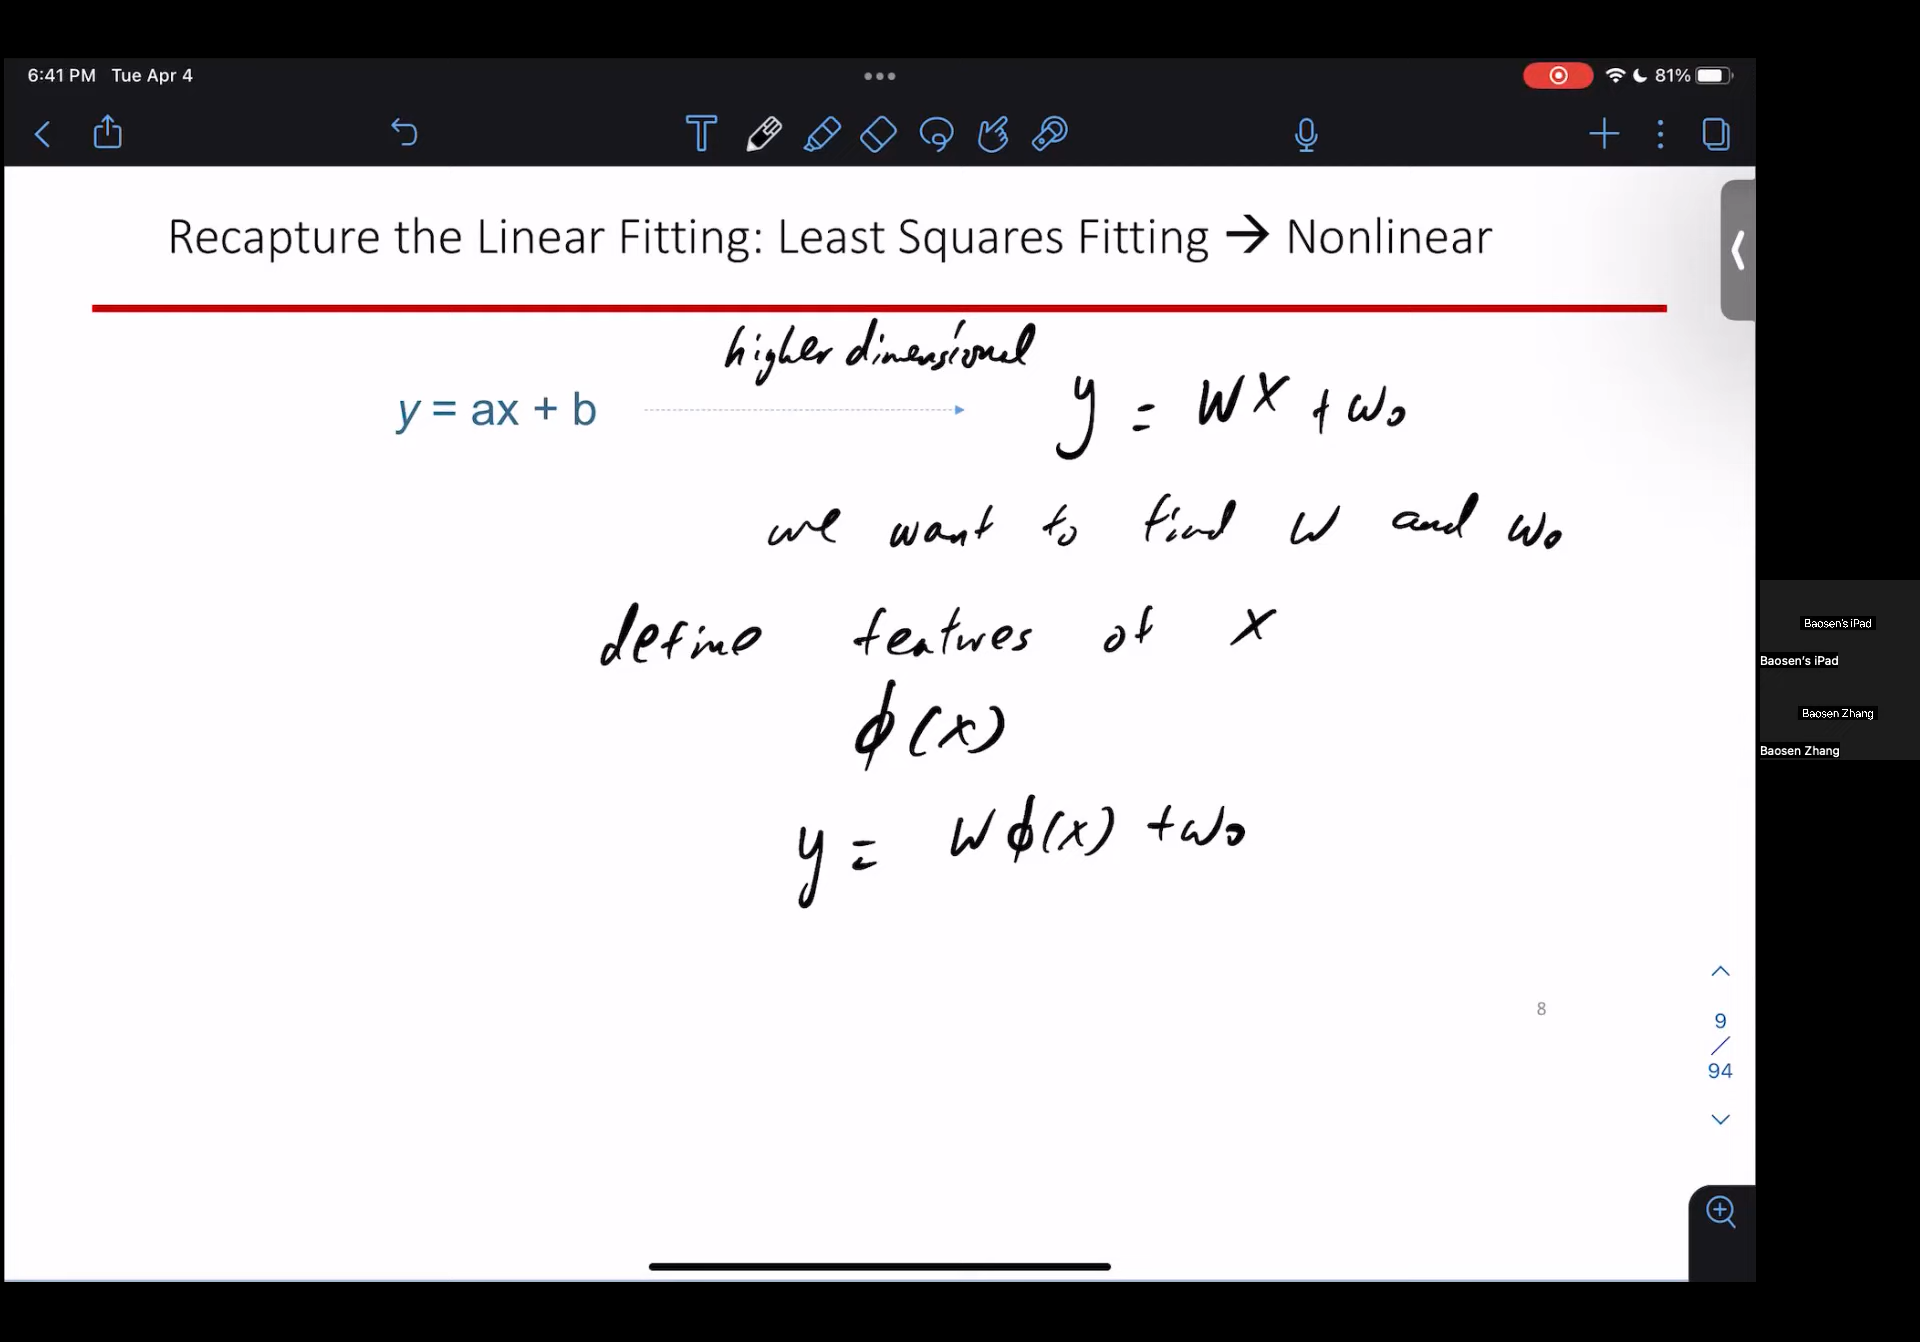 6:41 PM Tue Apr 4
81%
Recapture the Linear Fitting: Least Squares Fitting → Nonlinear
higher dimensional
y = ax + b
y = WX + w₀
we want to find W and w₀
define features of x
ϕ(x)
y = Wϕ(x) + w₀
Baosen's iPad
Baosen's iPad
Baosen Zhang
Baosen Zhang
8
9
/
94